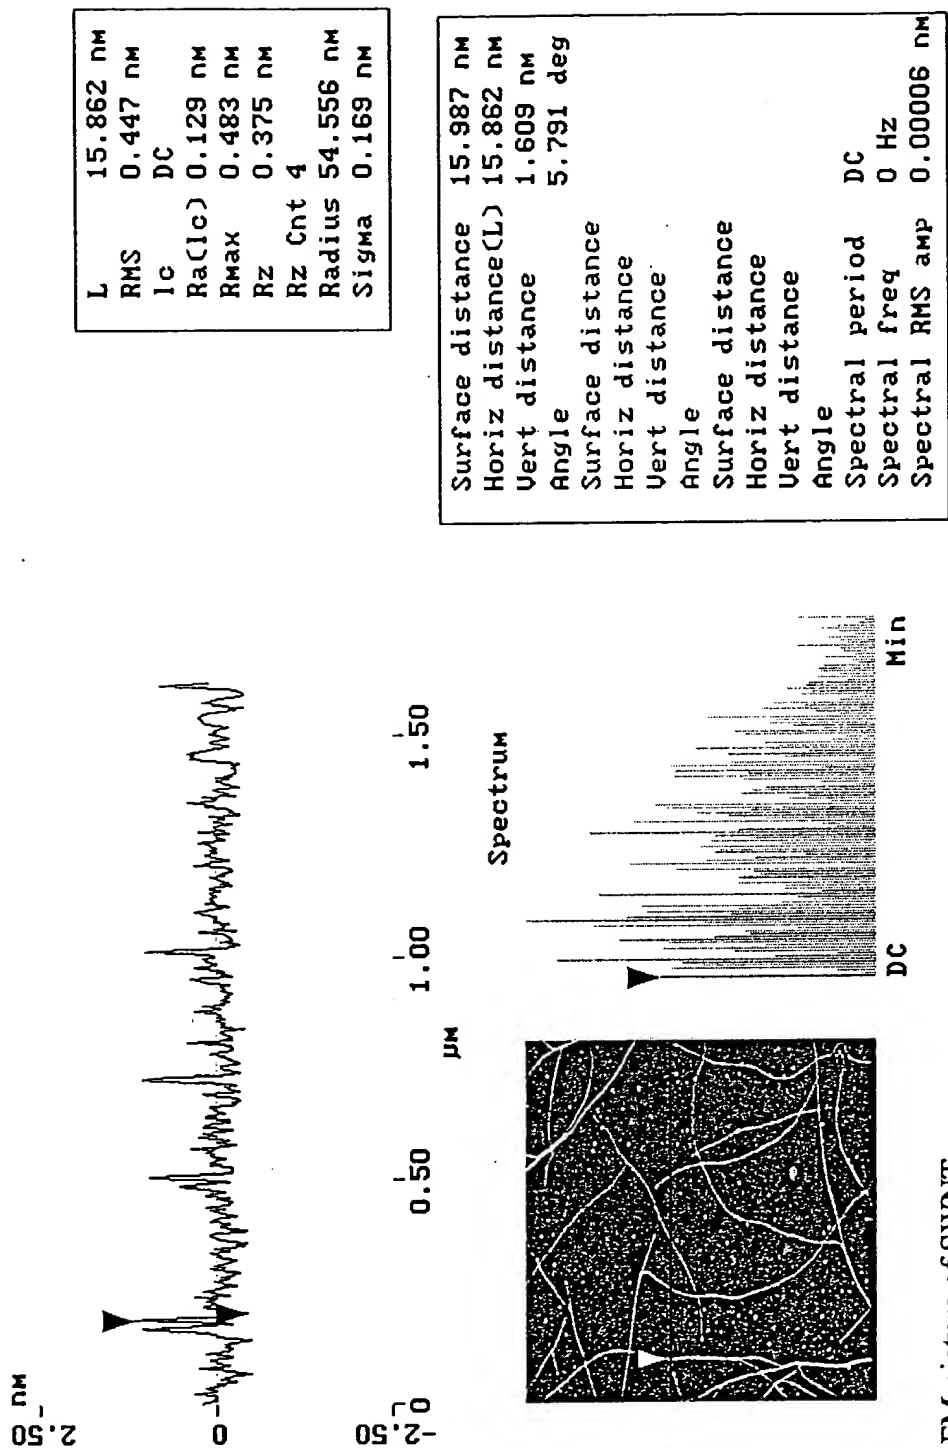 nM
2.50
0
-2.50
0
0.50
1.00
1.50
µM
L 15.862 nM
RMS 0.447 nM
lc DC
Ra(lc) 0.129 nM
RMax 0.483 nM
Rz 0.375 nM
Rz Cnt 4
Radius 54.556 nM
SigMa 0.169 nM
Spectrum
DC
Min
Surface distance 15.987 nM
Horiz distance(L) 15.862 nM
Vert distance 1.609 nM
Angle 5.791 deg
Surface distance
Horiz distance
Vert distance
Angle
Surface distance
Horiz distance
Vert distance
Angle
Spectral period DC
Spectral freq 0 Hz
Spectral RMS aMp 0.00006 nM
picture of SWNT